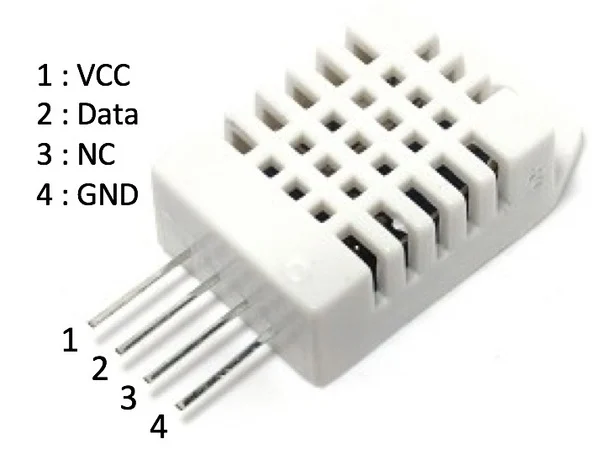 1 : VCC
2 : Data
3 : NC
4 : GND
1
2
3
4